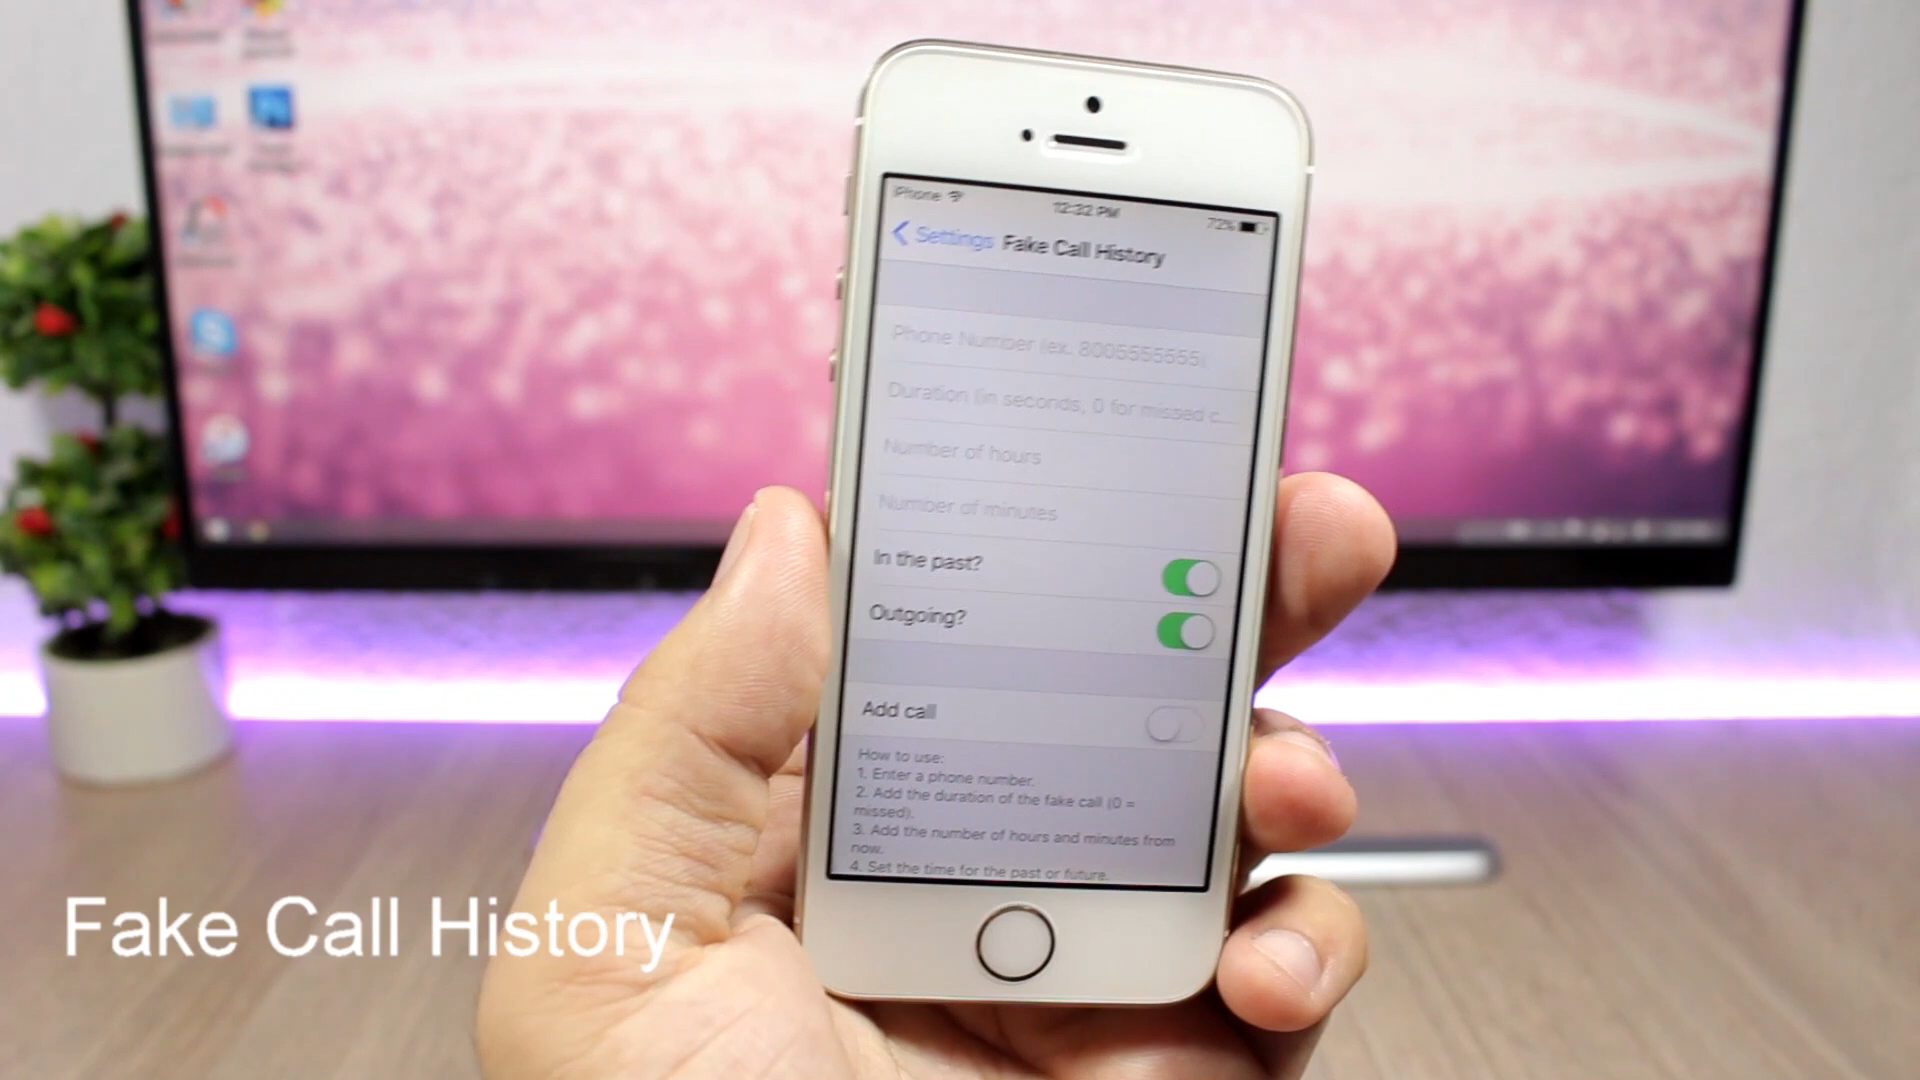 iPhone
12:32 PM
72%
Settings
Fake Call History
Phone Number (ex. 8005555555)
Duration (in seconds, 0 for missed c...
Number of hours
Number of minutes
In the past?
Outgoing?
Add call
How to use:
1. Enter a phone number.
2. Add the duration of the fake call (0 =
missed).
3. Add the number of hours and minutes from
now.
4. Set the time for the past or future.
Fake Call History